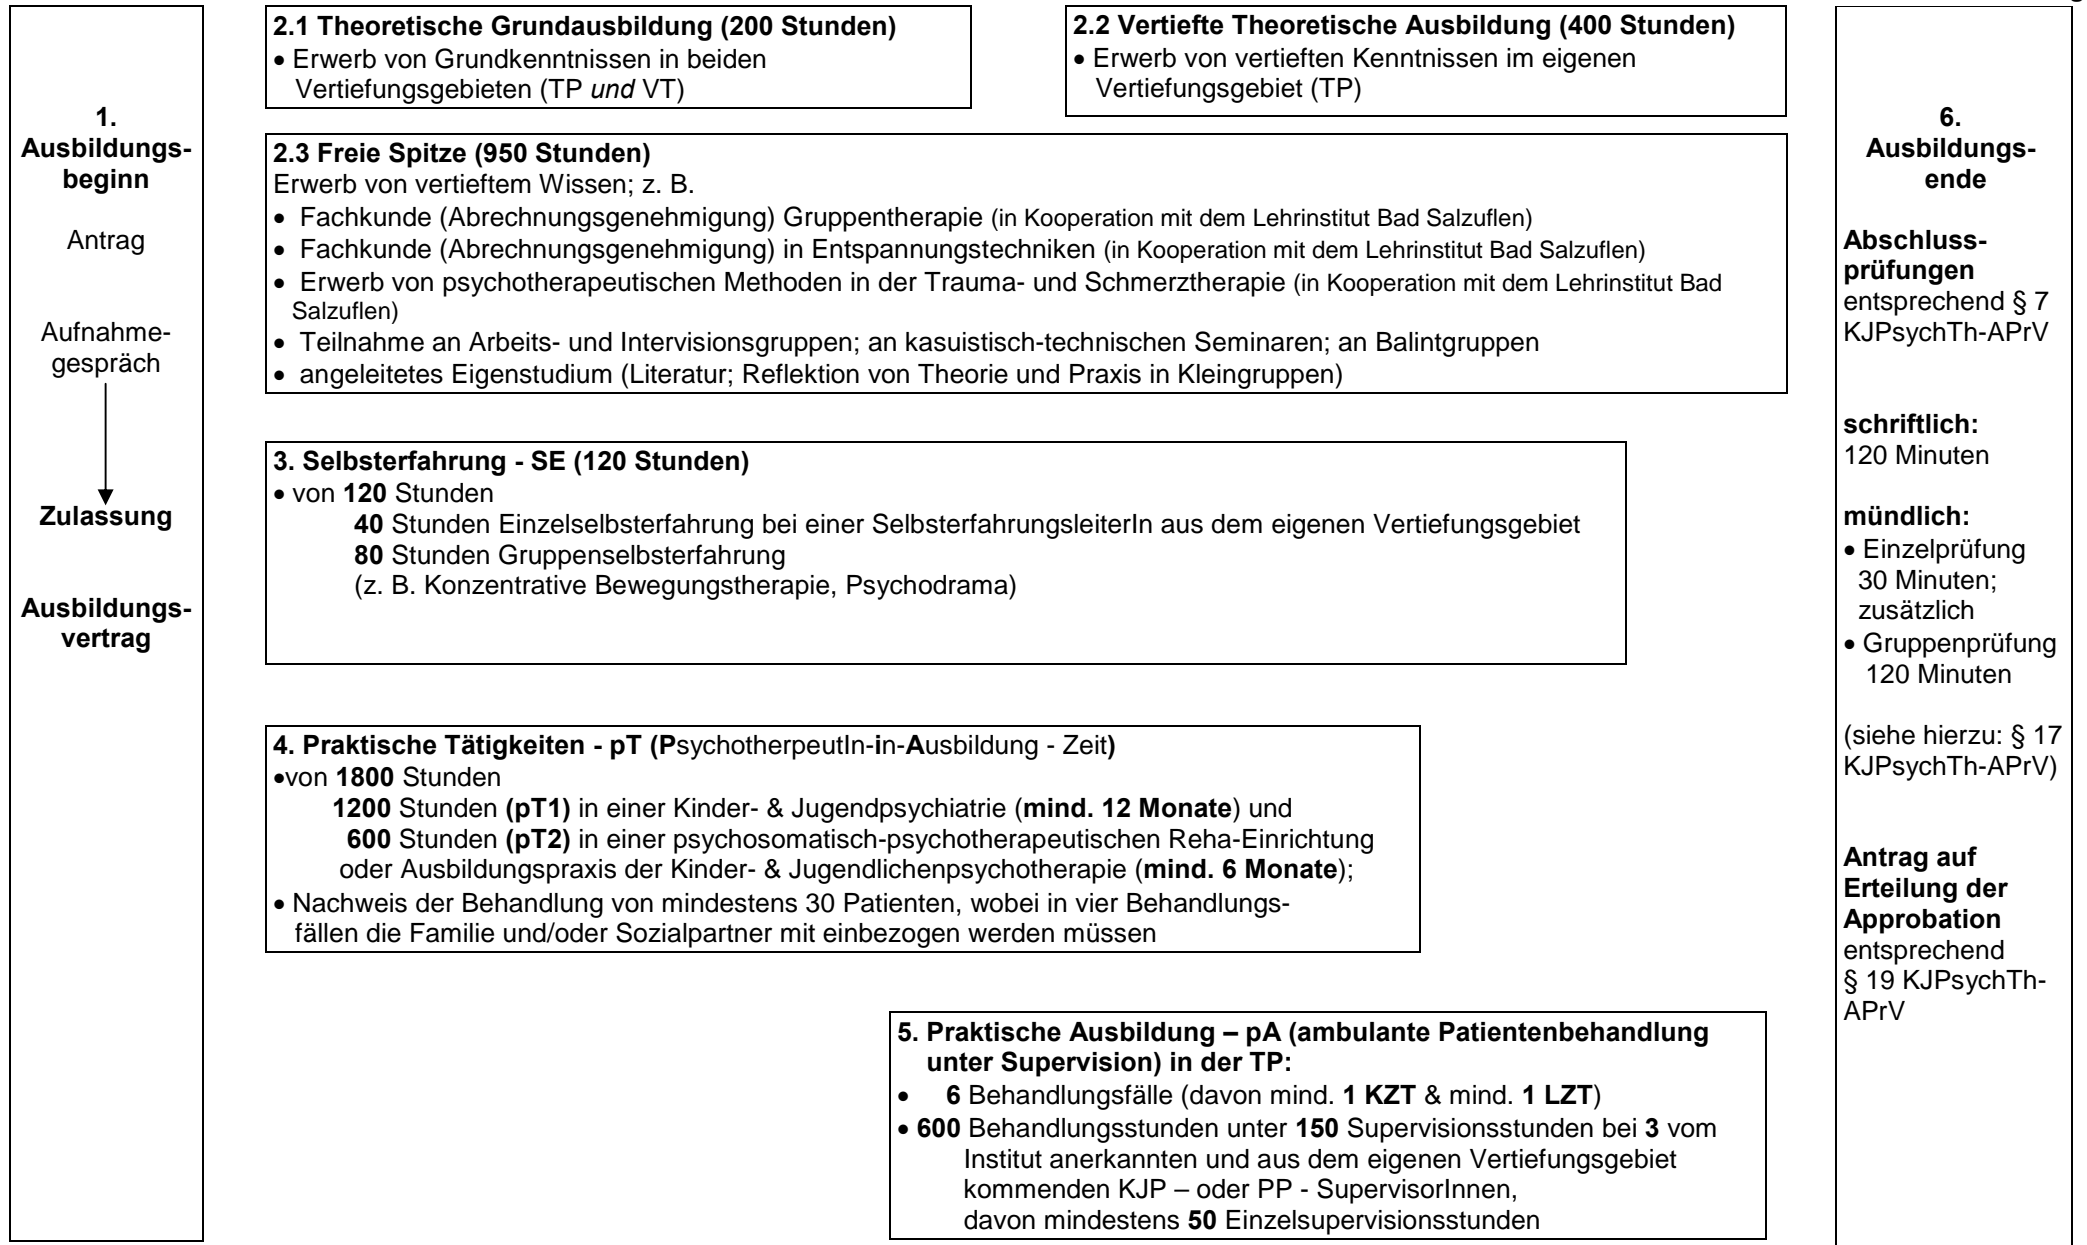 1.
Ausbildungs-
beginn
Antrag
Aufnahme-
gespräch
Zulassung
Ausbildungs-
vertrag
2.1 Theoretische Grundausbildung (200 Stunden)
• Erwerb von Grundkenntnissen in beiden
Vertiefungsgebieten (TP und VT)
2.2 Vertiefte Theoretische Ausbildung (400 Stunden)
• Erwerb von vertieften Kenntnissen im eigenen
Vertiefungsgebiet (TP)
2.3 Freie Spitze (950 Stunden)
Erwerb von vertieftem Wissen; z. B.
• Fachkunde (Abrechnungsgenehmigung) Gruppentherapie (in Kooperation mit dem Lehrinstitut Bad Salzuflen)
• Fachkunde (Abrechnungsgenehmigung) in Entspannungstechniken (in Kooperation mit dem Lehrinstitut Bad Salzuflen)
• Erwerb von psychotherapeutischen Methoden in der Trauma- und Schmerztherapie (in Kooperation mit dem Lehrinstitut Bad
Salzuflen)
• Teilnahme an Arbeits- und Intervisionsgruppen; an kasuistisch-technischen Seminaren; an Balintgruppen
• angeleitetes Eigenstudium (Literatur; Reflektion von Theorie und Praxis in Kleingruppen)
3. Selbsterfahrung - SE (120 Stunden)
• von 120 Stunden
40 Stunden Einzelselbsterfahrung bei einer SelbsterfahrungsleiterIn aus dem eigenen Vertiefungsgebiet
80 Stunden Gruppenselbsterfahrung
(z. B. Konzentrative Bewegungstherapie, Psychodrama)
4. Praktische Tätigkeiten - pT (PsychotherpeutIn-in-Ausbildung - Zeit)
•von 1800 Stunden
1200 Stunden (pT1) in einer Kinder- & Jugendpsychiatrie (mind. 12 Monate) und
600 Stunden (pT2) in einer psychosomatisch-psychotherapeutischen Reha-Einrichtung
oder Ausbildungspraxis der Kinder- & Jugendlichenpsychotherapie (mind. 6 Monate);
• Nachweis der Behandlung von mindestens 30 Patienten, wobei in vier Behandlungs-
fällen die Familie und/oder Sozialpartner mit einbezogen werden müssen
5. Praktische Ausbildung – pA (ambulante Patientenbehandlung
unter Supervision) in der TP:
• 6 Behandlungsfälle (davon mind. 1 KZT & mind. 1 LZT)
• 600 Behandlungsstunden unter 150 Supervisionsstunden bei 3 vom
Institut anerkannten und aus dem eigenen Vertiefungsgebiet
kommenden KJP – oder PP - SupervisorInnen,
davon mindestens 50 Einzelsupervisionsstunden
6.
Ausbildungs-
ende
Abschluss-
prüfungen
entsprechend § 7
KJPsychTh-APrV
schriftlich:
120 Minuten
mündlich:
• Einzelprüfung
30 Minuten;
zusätzlich
• Gruppenprüfung
120 Minuten
(siehe hierzu: § 17
KJPsychTh-APrV)
Antrag auf
Erteilung der
Approbation
entsprechend
§ 19 KJPsychTh-
APrV